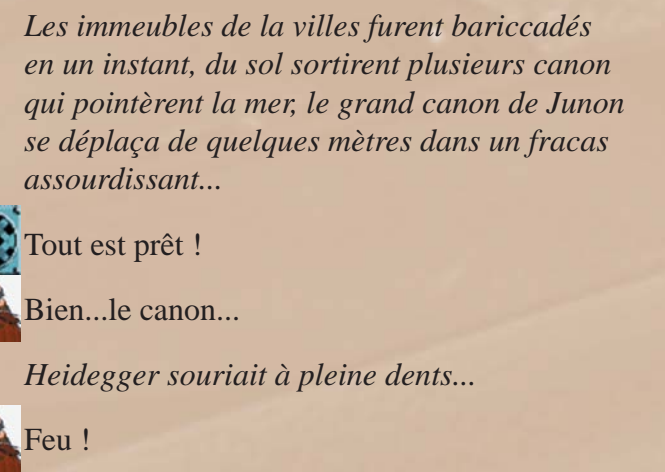 Les immeubles de la villes furent bariccadés
en un instant, du sol sortirent plusieurs canon
qui pointèrent la mer, le grand canon de Junon
se déplaça de quelques mètres dans un fracas
assourdissant...
Tout est prêt !
Bien...le canon...
Heidegger souriait à pleine dents...
Feu !